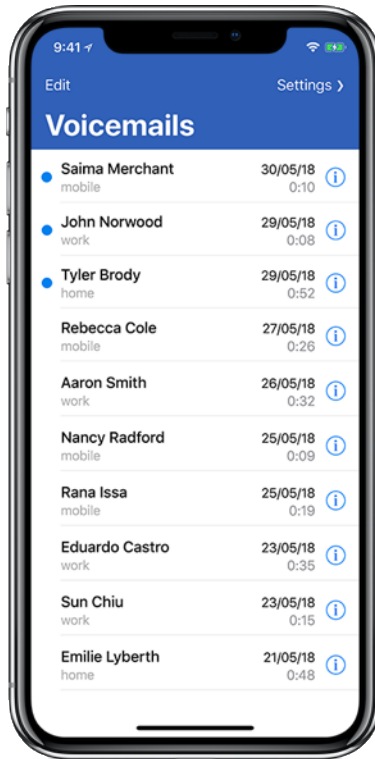 9:41
Edit Settings
Voicemails
Saima Merchant 30/05/18
mobile 0:10
John Norwood 29/05/18
work 0:08
Tyler Brody 29/05/18
home 0:52
Rebecca Cole 27/05/18
mobile 0:26
Aaron Smith 26/05/18
work 0:32
Nancy Radford 25/05/18
mobile 0:09
Rana Issa 25/05/18
mobile 0:19
Eduardo Castro 23/05/18
work 0:35
Sun Chiu 23/05/18
work 0:15
Emilie Lyberth 21/05/18
home 0:48